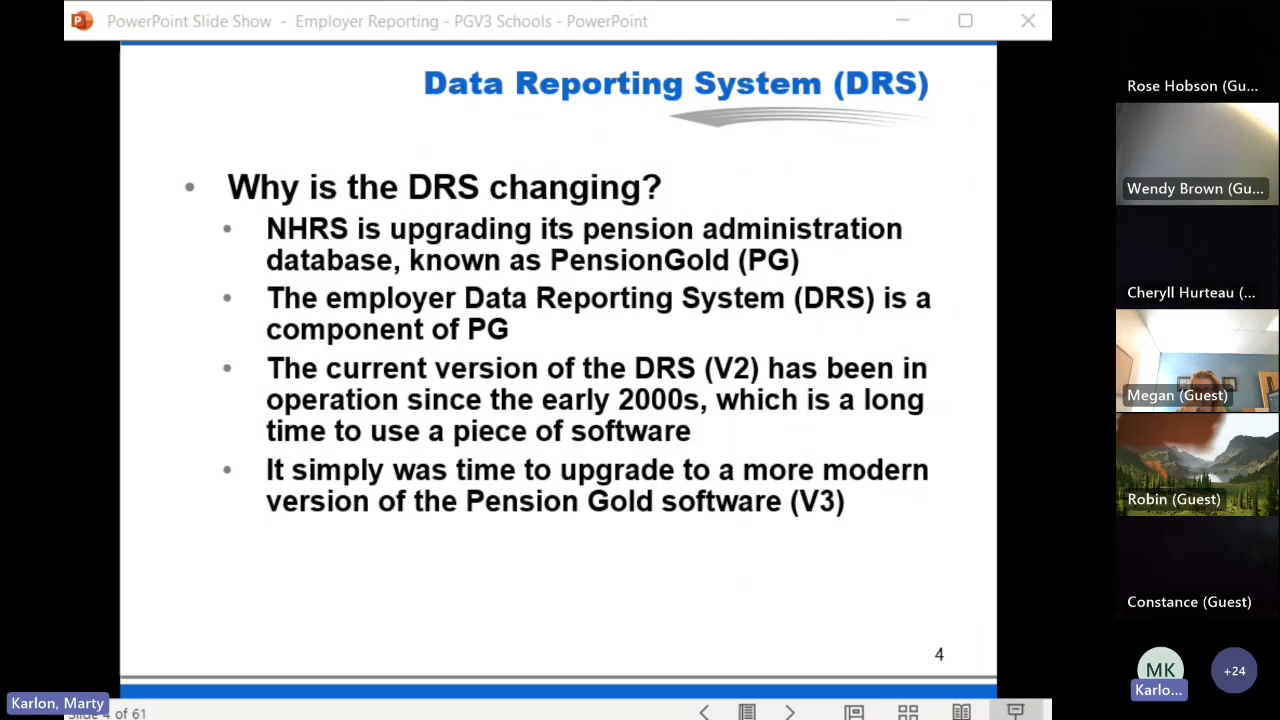 PowerPoint Slide Show - Employer Reporting - PGV3 Schools - PowerPoint
Data Reporting System (DRS)
• Why is the DRS changing?
• NHRS is upgrading its pension administration
database, known as PensionGold (PG)
• The employer Data Reporting System (DRS) is a
component of PG
• The current version of the DRS (V2) has been in
operation since the early 2000s, which is a long
time to use a piece of software
• It simply was time to upgrade to a more modern
version of the Pension Gold software (V3)
4
Slide 4 of 61
Karlon, Marty
Rose Hobson (Gu...
Wendy Brown (Gu...
Cheryll Hurteau (...
Megan (Guest)
Robin (Guest)
Constance (Guest)
MK
Karlo...
+24